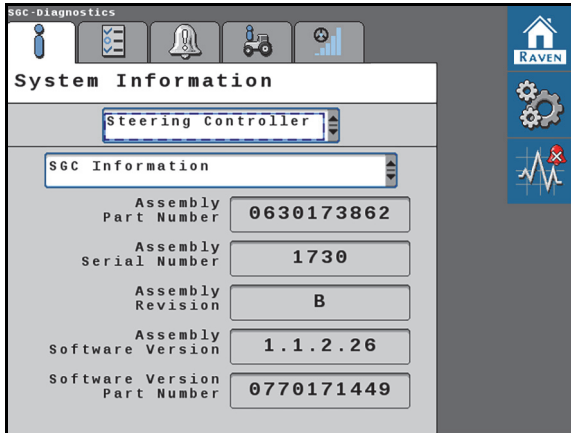 SGC-Diagnostics
RAVEN
System Information
Steering Controller
SGC Information
Assembly
Part Number
0630173862
Assembly
Serial Number
1730
Assembly
Revision
B
Assembly
Software Version
1.1.2.26
Software Version
Part Number
0770171449